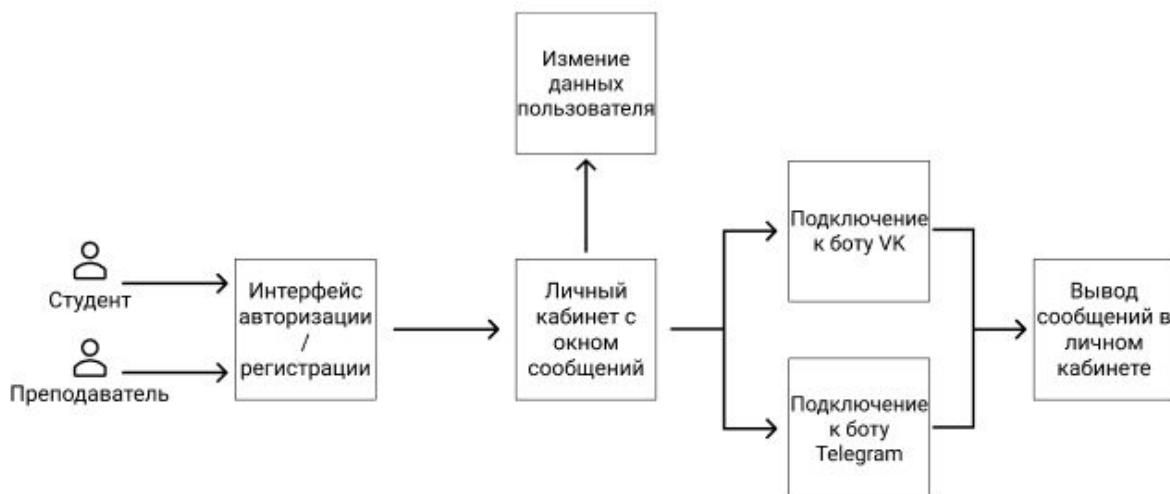 Измение
данных
пользователя
Подключение
к боту VK
Студент
Преподаватель
Интерфейс
авторизации
/
регистрации
Личный
кабинет с
окном
сообщений
Вывод
сообщений в
личном
кабинете
Подключение
к боту
Telegram